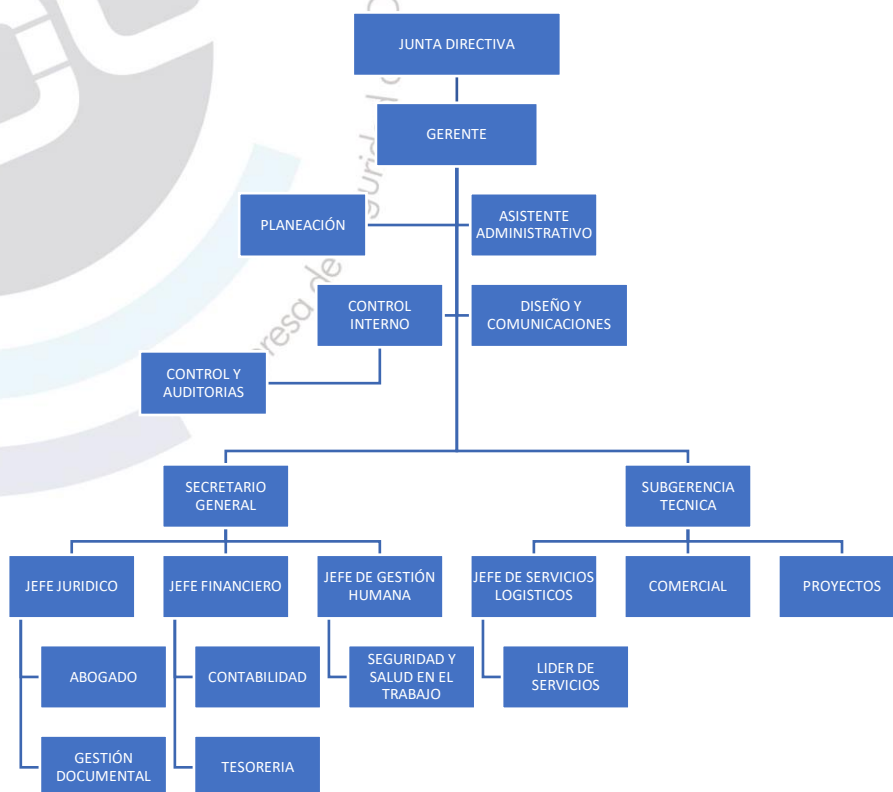 JUNTA DIRECTIVA
GERENTE
PLANEACIÓN
ASISTENTE
ADMINISTRATIVO
CONTROL
INTERNO
DISEÑO Y
COMUNICACIONES
CONTROL Y
AUDITORIAS
SECRETARIO
GENERAL
SUBGERENCIA
TECNICA
JEFE JURIDICO
JEFE FINANCIERO
JEFE DE GESTIÓN
HUMANA
JEFE DE SERVICIOS
LOGISTICOS
COMERCIAL
PROYECTOS
ABOGADO
CONTABILIDAD
SEGURIDAD Y
SALUD EN EL
TRABAJO
LIDER DE
SERVICIOS
GESTIÓN
DOCUMENTAL
TESORERIA